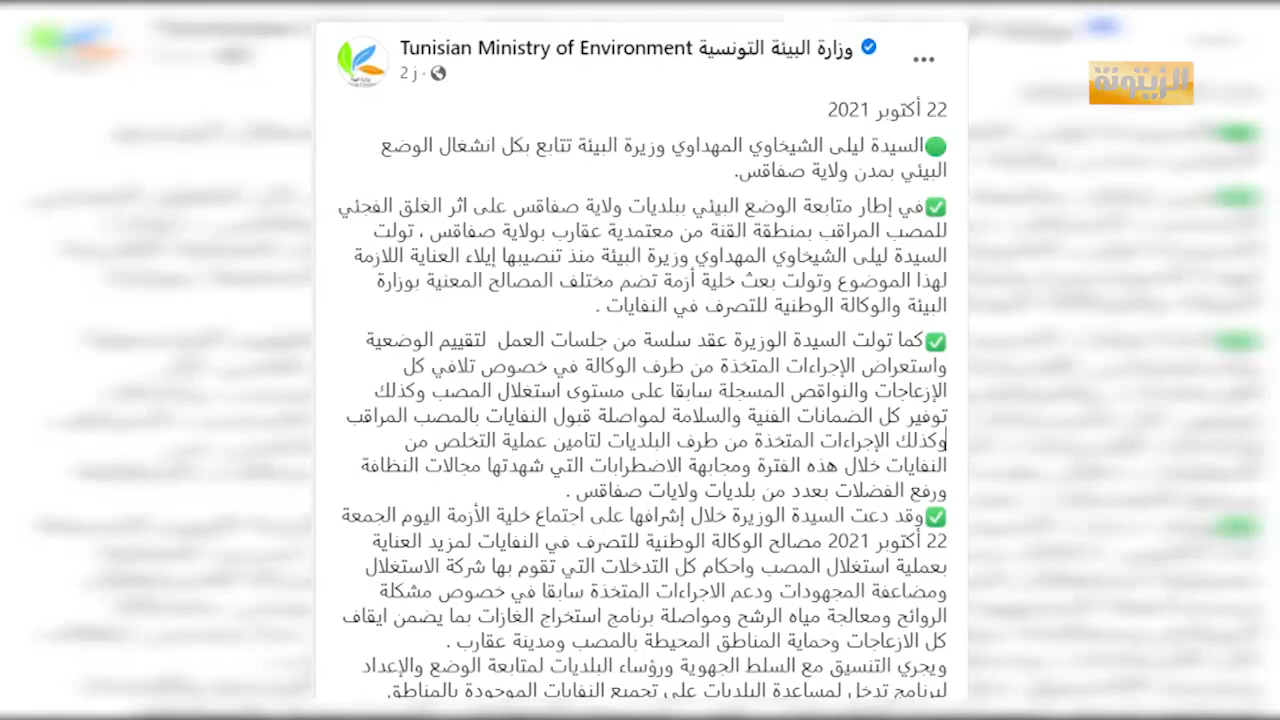 Tunisian Ministry of Environment وزارة البيئة التونسية
2 j ·
الزيتونة
22 أكتوبر 2021
السيدة ليلى الشيخاوي المهداوي وزيرة البيئة تتابع بكل انشغال الوضع
البيئي بمدن ولاية صفاقس.
في إطار متابعة الوضع البيئي ببلديات ولاية صفاقس على اثر الغلق الفجئي
للمصب المراقب بمنطقة القنة من معتمدية عقارب بولاية صفاقس ، تولت
السيدة ليلى الشيخاوي المهداوي وزيرة البيئة منذ تنصيبها إيلاء العناية اللازمة
لهذا الموضوع وتولت بعث خلية أزمة تضم مختلف المصالح المعنية بوزارة
البيئة والوكالة الوطنية للتصرف في النفايات .
كما تولت السيدة الوزيرة عقد سلسة من جلسات العمل لتقييم الوضعية
واستعراض الإجراءات المتخذة من طرف الوكالة في خصوص تلافي كل
الإزعاجات والنواقص المسجلة سابقا على مستوى استغلال المصب وكذلك
توفير كل الضمانات الفنية والسلامة لمواصلة قبول النفايات بالمصب المراقب
وكذلك الإجراءات المتخذة من طرف البلديات لتامين عملية التخلص من
النفايات خلال هذه الفترة ومجابهة الاضطرابات التي شهدتها مجالات النظافة
ورفع الفضلات بعدد من بلديات ولايات صفاقس .
وقد دعت السيدة الوزيرة خلال إشرافها على اجتماع خلية الأزمة اليوم الجمعة
22 أكتوبر 2021 مصالح الوكالة الوطنية للتصرف في النفايات لمزيد العناية
بعملية استغلال المصب واحكام كل التدخلات التي تقوم بها شركة الاستغلال
ومضاعفة المجهودات ودعم الاجراءات المتخذة سابقا في خصوص مشكلة
الروائح ومعالجة مياه الرشح ومواصلة برنامج استخراج الغازات بما يضمن ايقاف
كل الازعاجات وحماية المناطق المحيطة بالمصب ومدينة عقارب .
ويجري التنسيق مع السلط الجهوية ورؤساء البلديات لمتابعة الوضع والإعداد
لبرنامج تدخل لمساعدة البلديات على تجميع النفايات الموجودة بالمناطق